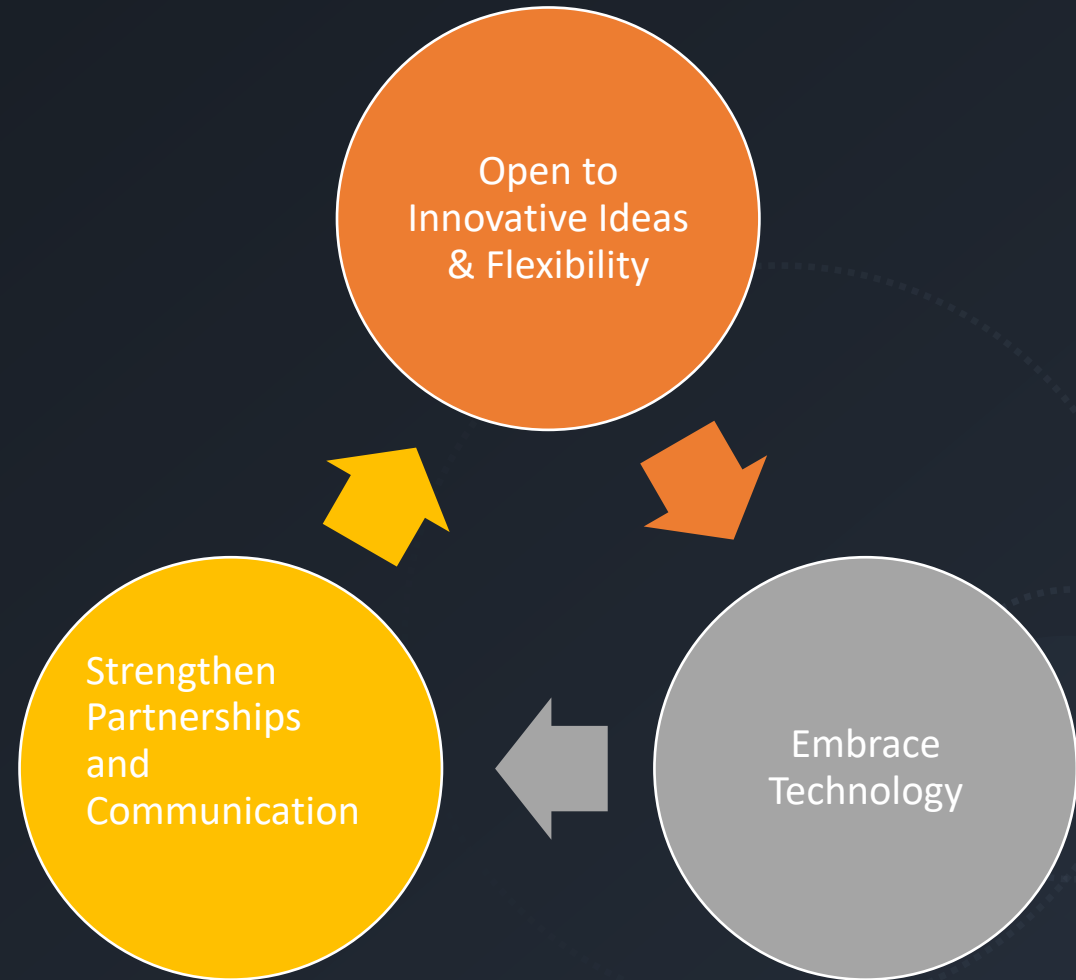 Open to
Innovative Ideas
& Flexibility
Embrace
Technology
Strengthen
Partnerships
and
Communication